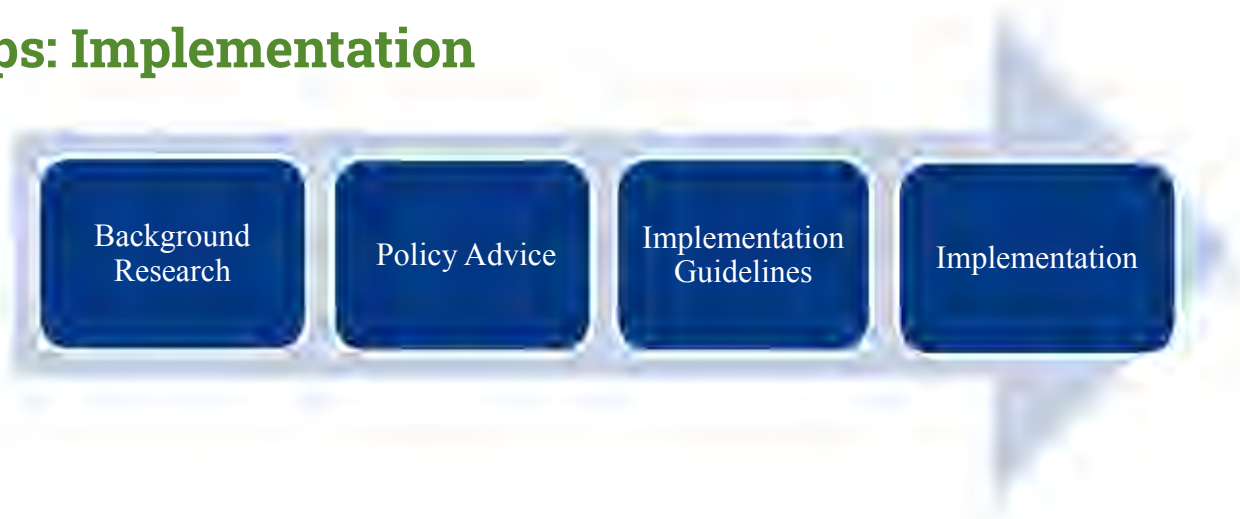 ps: Implementation
Background
Research
Policy Advice
Implementation
Guidelines
Implementation